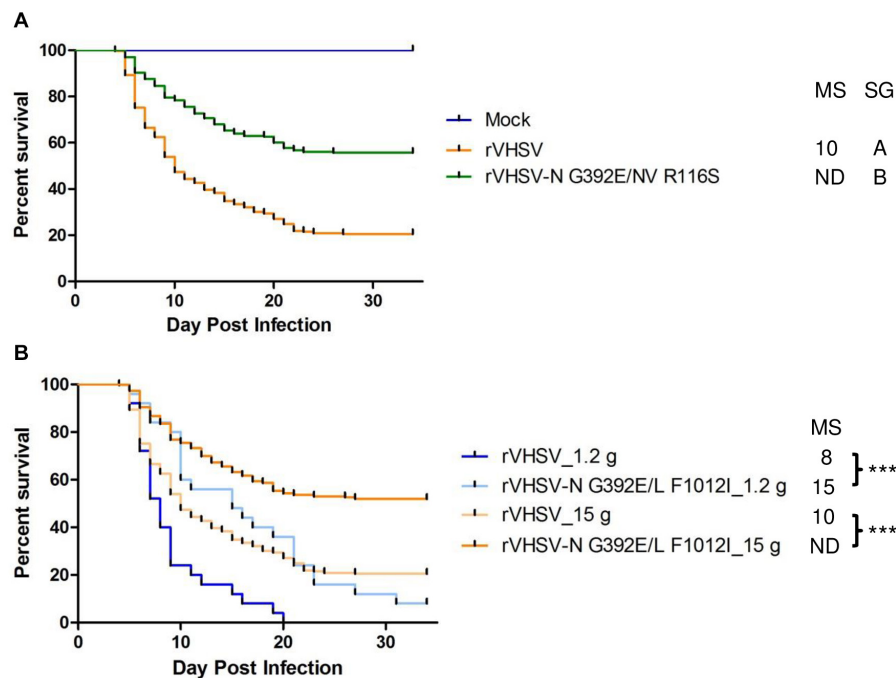 A
100
80
60
40
20
0
Percent survival
0 10 20 30
Day Post Infection
MS SG
Mock
rVHSV 10 A
rVHSV-N G392E/NV R116S ND B
B
100
80
60
40
20
0
Percent survival
0 10 20 30
Day Post Infection
MS
rVHSV_1.2 g 8
***
rVHSV-N G392E/L F1012I_1.2 g 15
rVHSV_15 g 10
***
rVHSV-N G392E/L F1012I_15 g ND